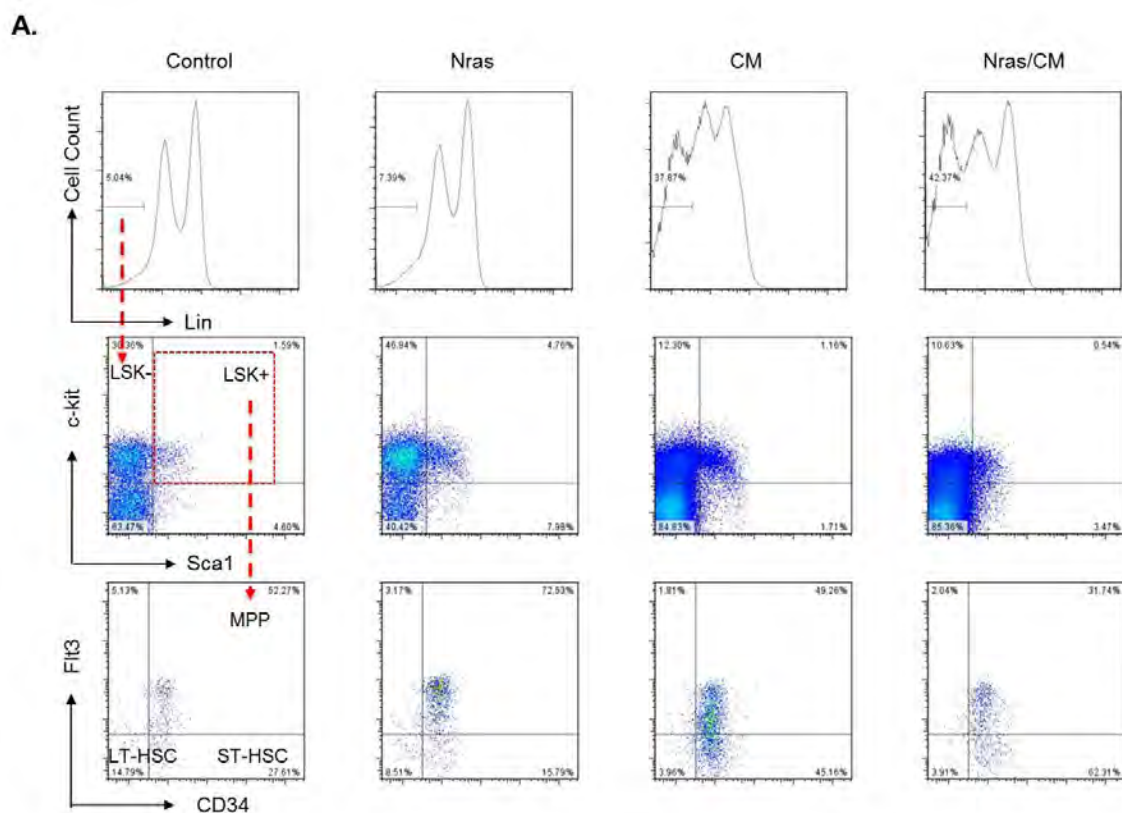 A.
Control Nras CM Nras/CM
Cell Count
5.04% 7.39% 37.67% 42.37%
Lin
1.59% 46.94% 4.76% 12.30% 1.16% 10.63% 0.54%
LSK- LSK+
c-kit
63.47% 4.60% 40.42% 7.98% 84.83% 1.71% 85.36% 3.47%
Sca1
5.13% 52.27% 3.17% 72.53% 1.81% 49.26% 2.04% 31.74%
MPP
Flt3
LT-HSC ST-HSC
14.79% 27.61% 8.51% 15.79% 3.96% 45.16% 3.91% 62.31%
CD34